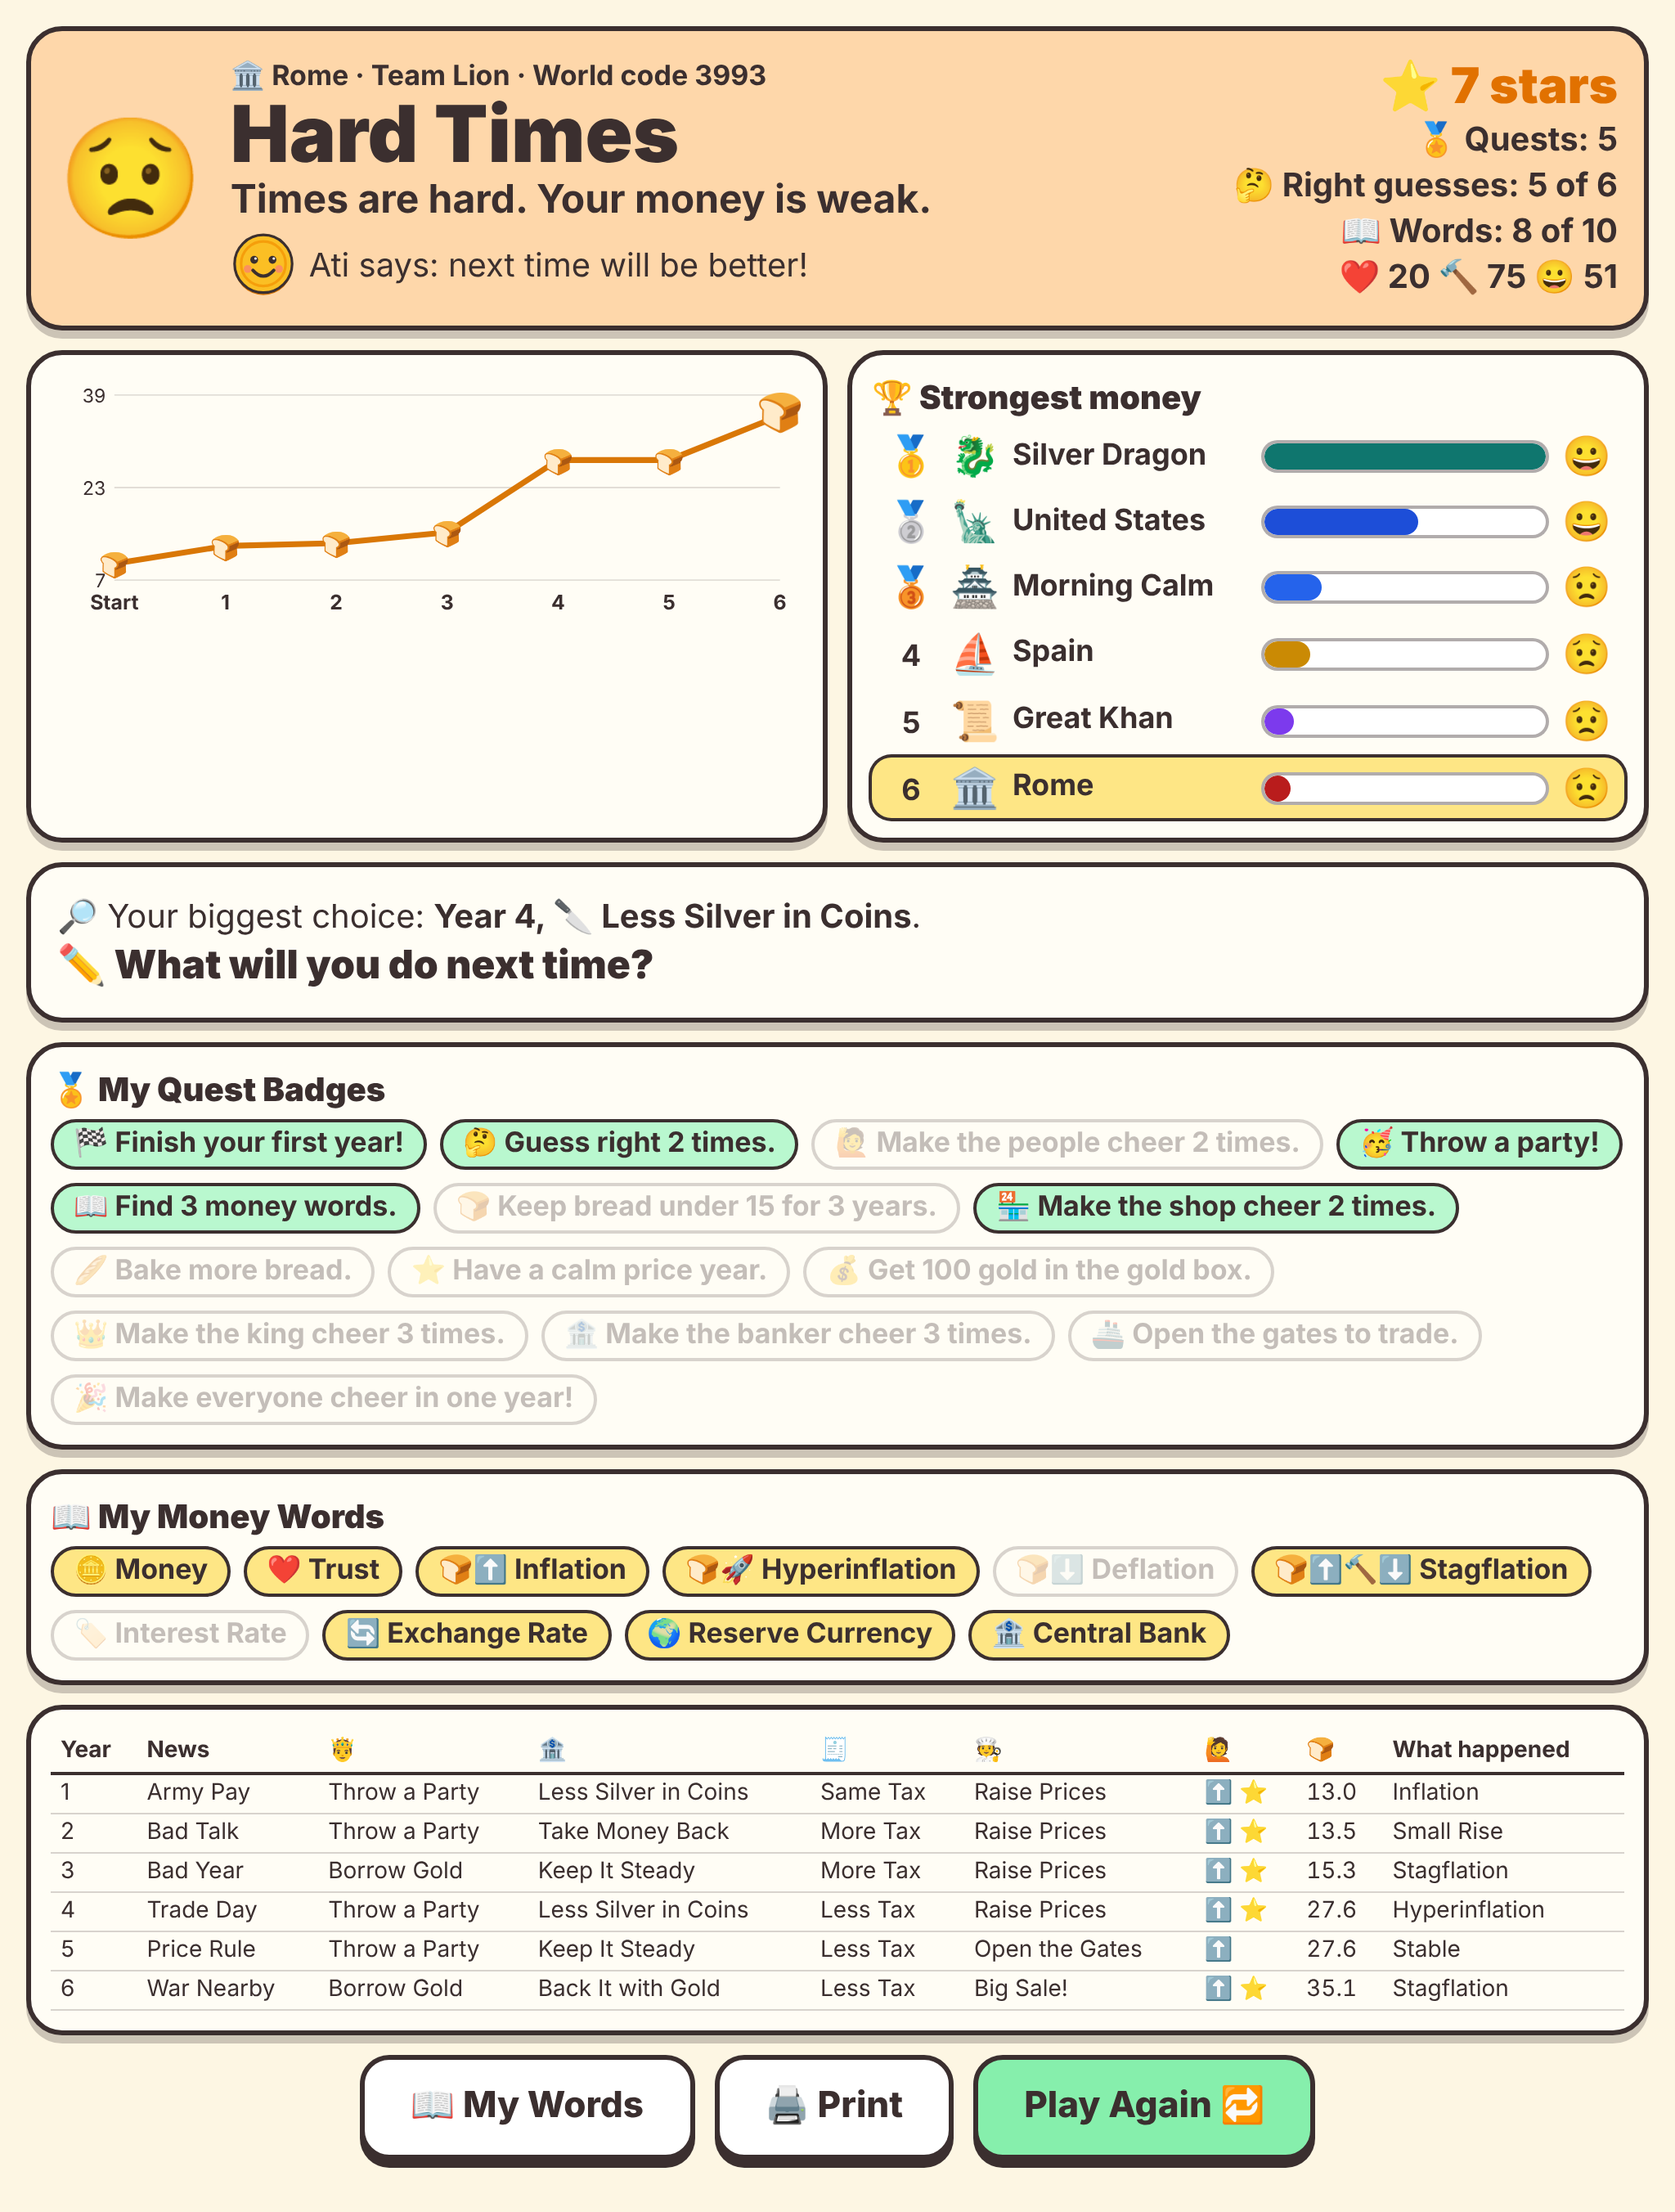 🏛️ Rome · Team Lion · World code 3993
Hard Times
Times are hard. Your money is weak.
Ati says: next time will be better!
⭐ 7 stars
🏅 Quests: 5
🤔 Right guesses: 5 of 6
📖 Words: 8 of 10
❤️ 20 🔨 75 😀 51
39
23
7
Start 1 2 3 4 5 6
🏆 Strongest money
🥇 🐉 Silver Dragon 😀
🥈 🗽 United States 😀
🥉 🏯 Morning Calm 😟
4 ⛵ Spain 😟
5 📜 Great Khan 😟
6 🏛️ Rome 😟
🔎 Your biggest choice: Year 4, 🔪 Less Silver in Coins.
✏️ What will you do next time?
🏅 My Quest Badges
🏁 Finish your first year! 🤔 Guess right 2 times. 🙋 Make the people cheer 2 times. 🥳 Throw a party!
📖 Find 3 money words. 🍞 Keep bread under 15 for 3 years. 🏪 Make the shop cheer 2 times.
🥖 Bake more bread. ⭐ Have a calm price year. 💰 Get 100 gold in the gold box.
👑 Make the king cheer 3 times. 🏦 Make the banker cheer 3 times. 🚢 Open the gates to trade.
🎉 Make everyone cheer in one year!
📖 My Money Words
🪙 Money ❤️ Trust 🍞⬆️ Inflation 🍞🚀 Hyperinflation 🍞⬇️ Deflation 🍞⬆️🔨⬇️ Stagflation
🏷️ Interest Rate 🔄 Exchange Rate 🌍 Reserve Currency 🏦 Central Bank
Year News 🤴 🏦 🧾 🧑‍🍳 🙋 🍞 What happened
1 Army Pay Throw a Party Less Silver in Coins Same Tax Raise Prices ⬆️ ⭐ 13.0 Inflation
2 Bad Talk Throw a Party Take Money Back More Tax Raise Prices ⬆️ ⭐ 13.5 Small Rise
3 Bad Year Borrow Gold Keep It Steady More Tax Raise Prices ⬆️ ⭐ 15.3 Stagflation
4 Trade Day Throw a Party Less Silver in Coins Less Tax Raise Prices ⬆️ ⭐ 27.6 Hyperinflation
5 Price Rule Throw a Party Keep It Steady Less Tax Open the Gates ⬆️ 27.6 Stable
6 War Nearby Borrow Gold Back It with Gold Less Tax Big Sale! ⬆️ ⭐ 35.1 Stagflation
📖 My Words
🖨️ Print
Play Again 🔁